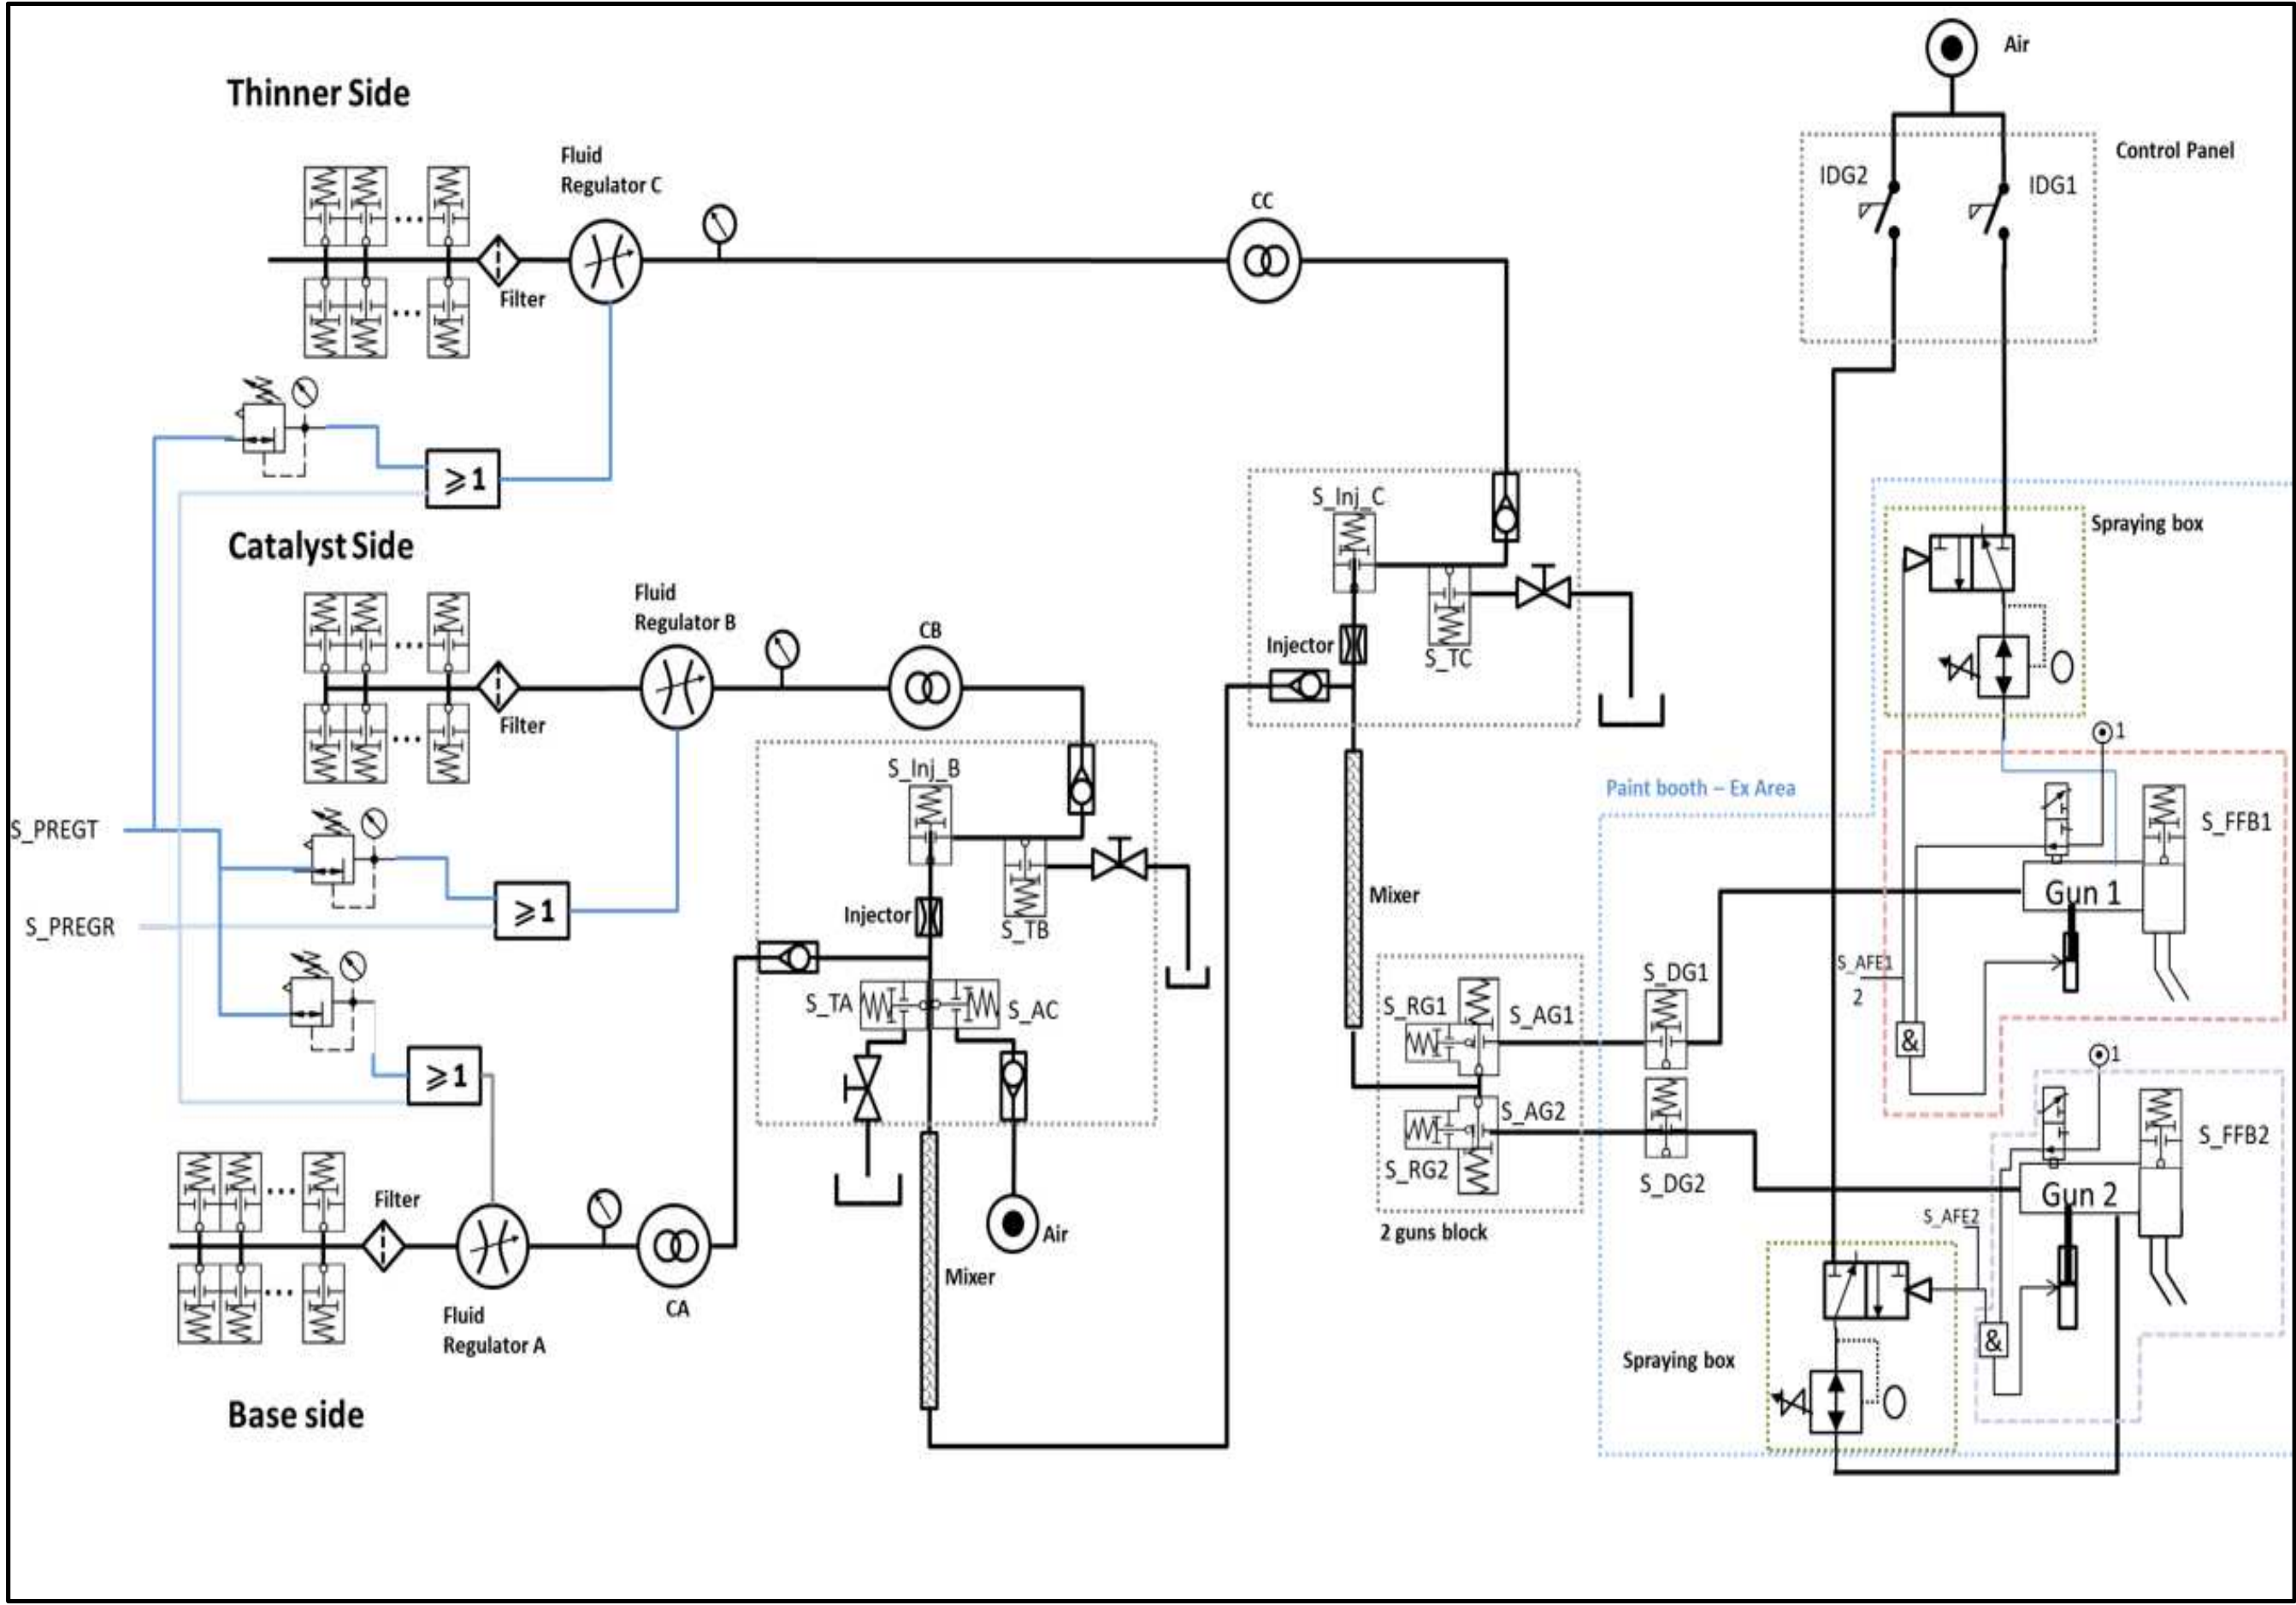 Air
Thinner Side
Control Panel
Fluid
Regulator C
IDG2
IDG1
CC
Filter
⩾1
S_Inj_C
Spraying box
Catalyst Side
Fluid
Regulator B
CB
Injector
S_TC
Filter
1
S_Inj_B
Paint booth – Ex Area
S_FFB1
S_PREGT
Gun 1
Mixer
⩾1
Injector
S_TB
S_PREGR
S_AFE1
2
S_DG1
S_TA
S_AC
S_RG1
S_AG1
&
1
⩾1
S_AG2
S_FFB2
S_RG2
S_DG2
Gun 2
Filter
2 guns block
S_AFE2
Air
Mixer
CA
Fluid
Regulator A
&
Spraying box
Base side